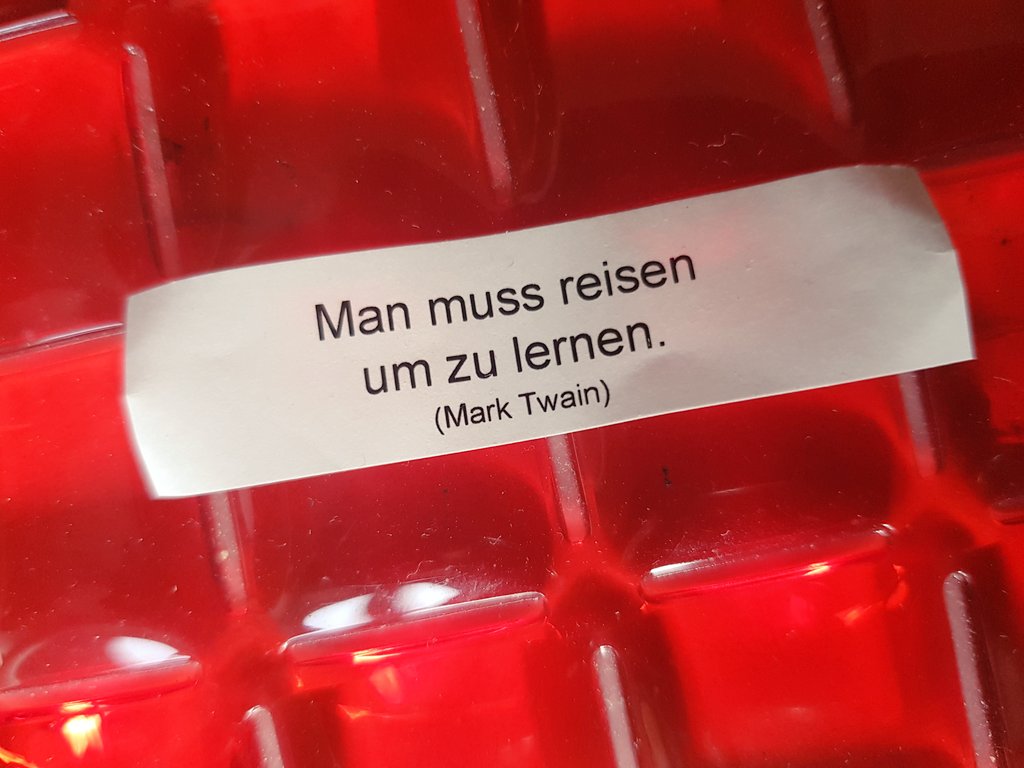 Man muss reisen
um zu lernen.
(Mark Twain)